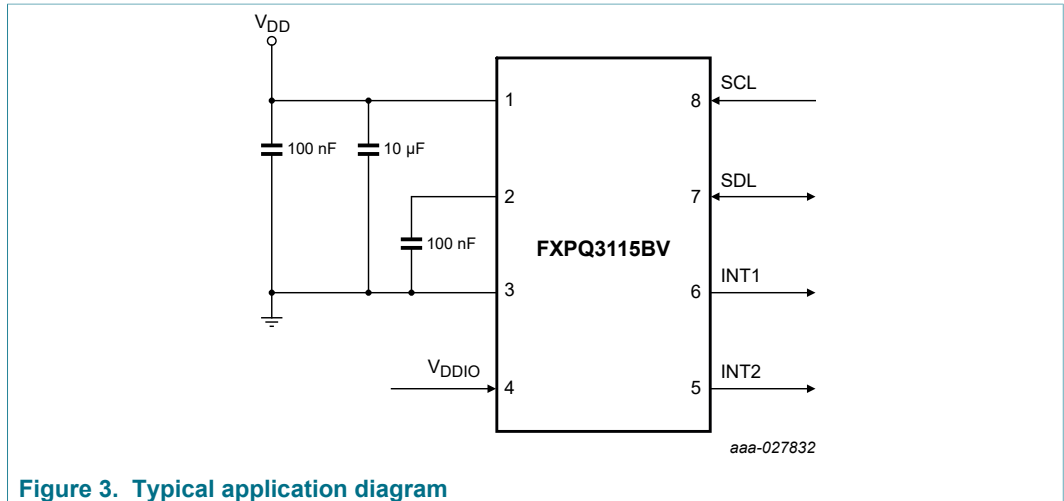 VDD
100 nF
10 µF
100 nF
VDDIO
1
2
3
4
FXPQ3115BV
8
7
6
5
SCL
SDL
INT1
INT2
aaa-027832
Figure 3. Typical application diagram